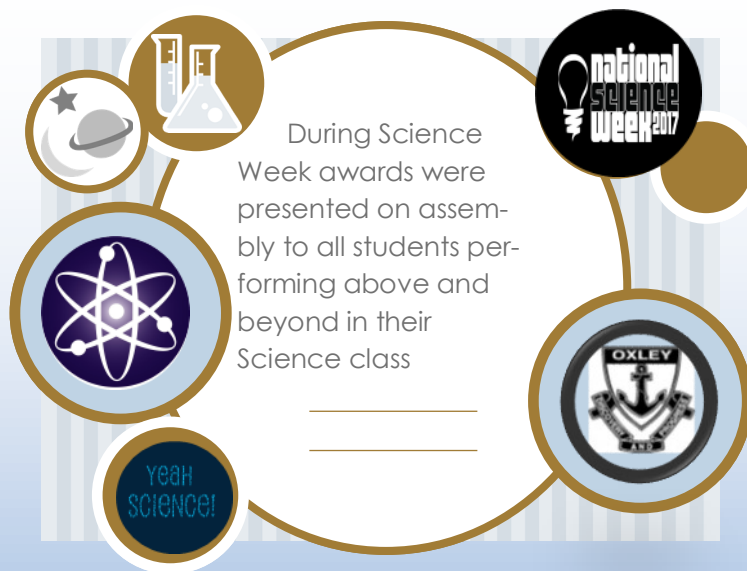 national
science
week 2017
During Science
Week awards were
presented on assem-
bly to all students per-
forming above and
beyond in their
Science class
OXLEY
AND
YEAH
SCIENCE!